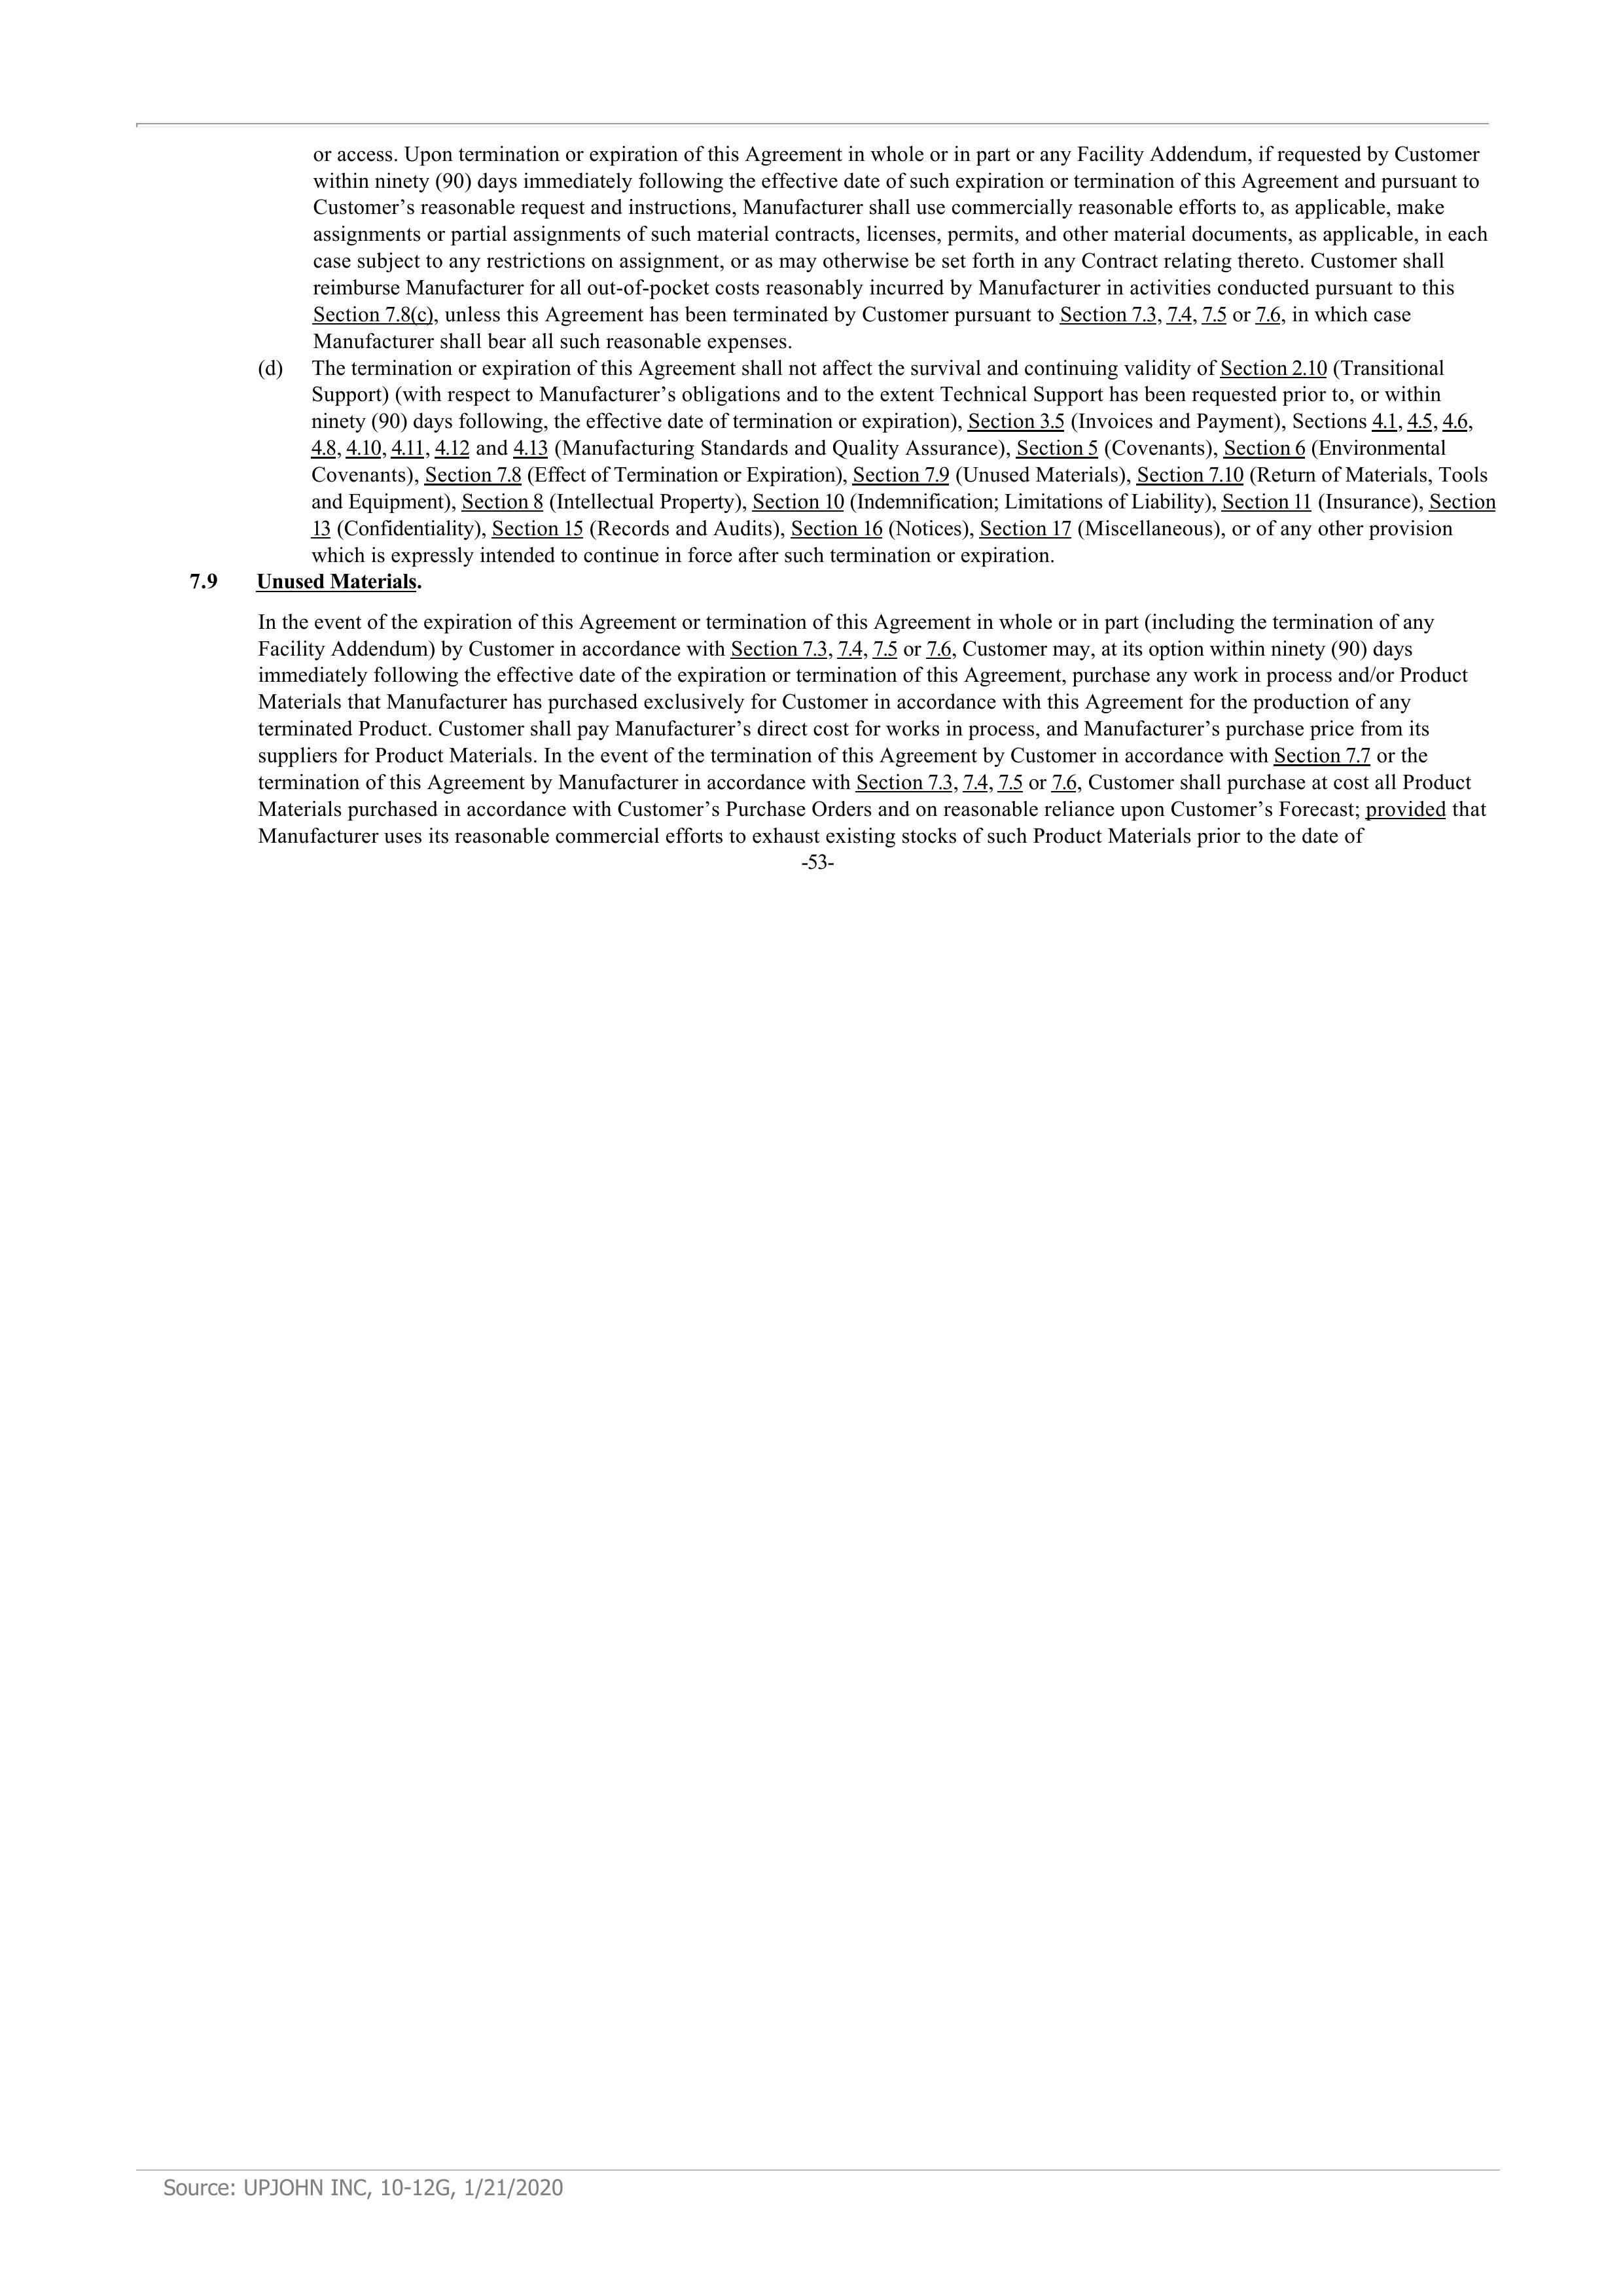 or access. Upon termination or expiration of this Agreement in whole or in part or any Facility Addendum, if requested by Customer
within ninety (90) days immediately following the effective date of such expiration or termination of this Agreement and pursuant to
Customer’s reasonable request and instructions, Manufacturer shall use commercially reasonable efforts to, as applicable, make
assignments or partial assignments of such material contracts, licenses, permits, and other material documents, as applicable, in each
case subject to any restrictions on assignment, or as may otherwise be set forth in any Contract relating thereto. Customer shall
reimburse Manufacturer for all out-of-pocket costs reasonably incurred by Manufacturer in activities conducted pursuant to this
Section 7.8(c), unless this Agreement has been terminated by Customer pursuant to Section 7.3, 7.4, 7.5 or 7.6, in which case
Manufacturer shall bear all such reasonable expenses.
(d) The termination or expiration of this Agreement shall not affect the survival and continuing validity of Section 2.10 (Transitional
Support) (with respect to Manufacturer’s obligations and to the extent Technical Support has been requested prior to, or within
ninety (90) days following, the effective date of termination or expiration), Section 3.5 (Invoices and Payment), Sections 4.1, 4.5, 4.6,
4.8, 4.10, 4.11, 4.12 and 4.13 (Manufacturing Standards and Quality Assurance), Section 5 (Covenants), Section 6 (Environmental
Covenants), Section 7.8 (Effect of Termination or Expiration), Section 7.9 (Unused Materials), Section 7.10 (Return of Materials, Tools
and Equipment), Section 8 (Intellectual Property), Section 10 (Indemnification; Limitations of Liability), Section 11 (Insurance), Section
13 (Confidentiality), Section 15 (Records and Audits), Section 16 (Notices), Section 17 (Miscellaneous), or of any other provision
which is expressly intended to continue in force after such termination or expiration.
7.9 Unused Materials.
In the event of the expiration of this Agreement or termination of this Agreement in whole or in part (including the termination of any
Facility Addendum) by Customer in accordance with Section 7.3, 7.4, 7.5 or 7.6, Customer may, at its option within ninety (90) days
immediately following the effective date of the expiration or termination of this Agreement, purchase any work in process and/or Product
Materials that Manufacturer has purchased exclusively for Customer in accordance with this Agreement for the production of any
terminated Product. Customer shall pay Manufacturer’s direct cost for works in process, and Manufacturer’s purchase price from its
suppliers for Product Materials. In the event of the termination of this Agreement by Customer in accordance with Section 7.7 or the
termination of this Agreement by Manufacturer in accordance with Section 7.3, 7.4, 7.5 or 7.6, Customer shall purchase at cost all Product
Materials purchased in accordance with Customer’s Purchase Orders and on reasonable reliance upon Customer’s Forecast; provided that
Manufacturer uses its reasonable commercial efforts to exhaust existing stocks of such Product Materials prior to the date of
-53-
Source: UPJOHN INC, 10-12G, 1/21/2020